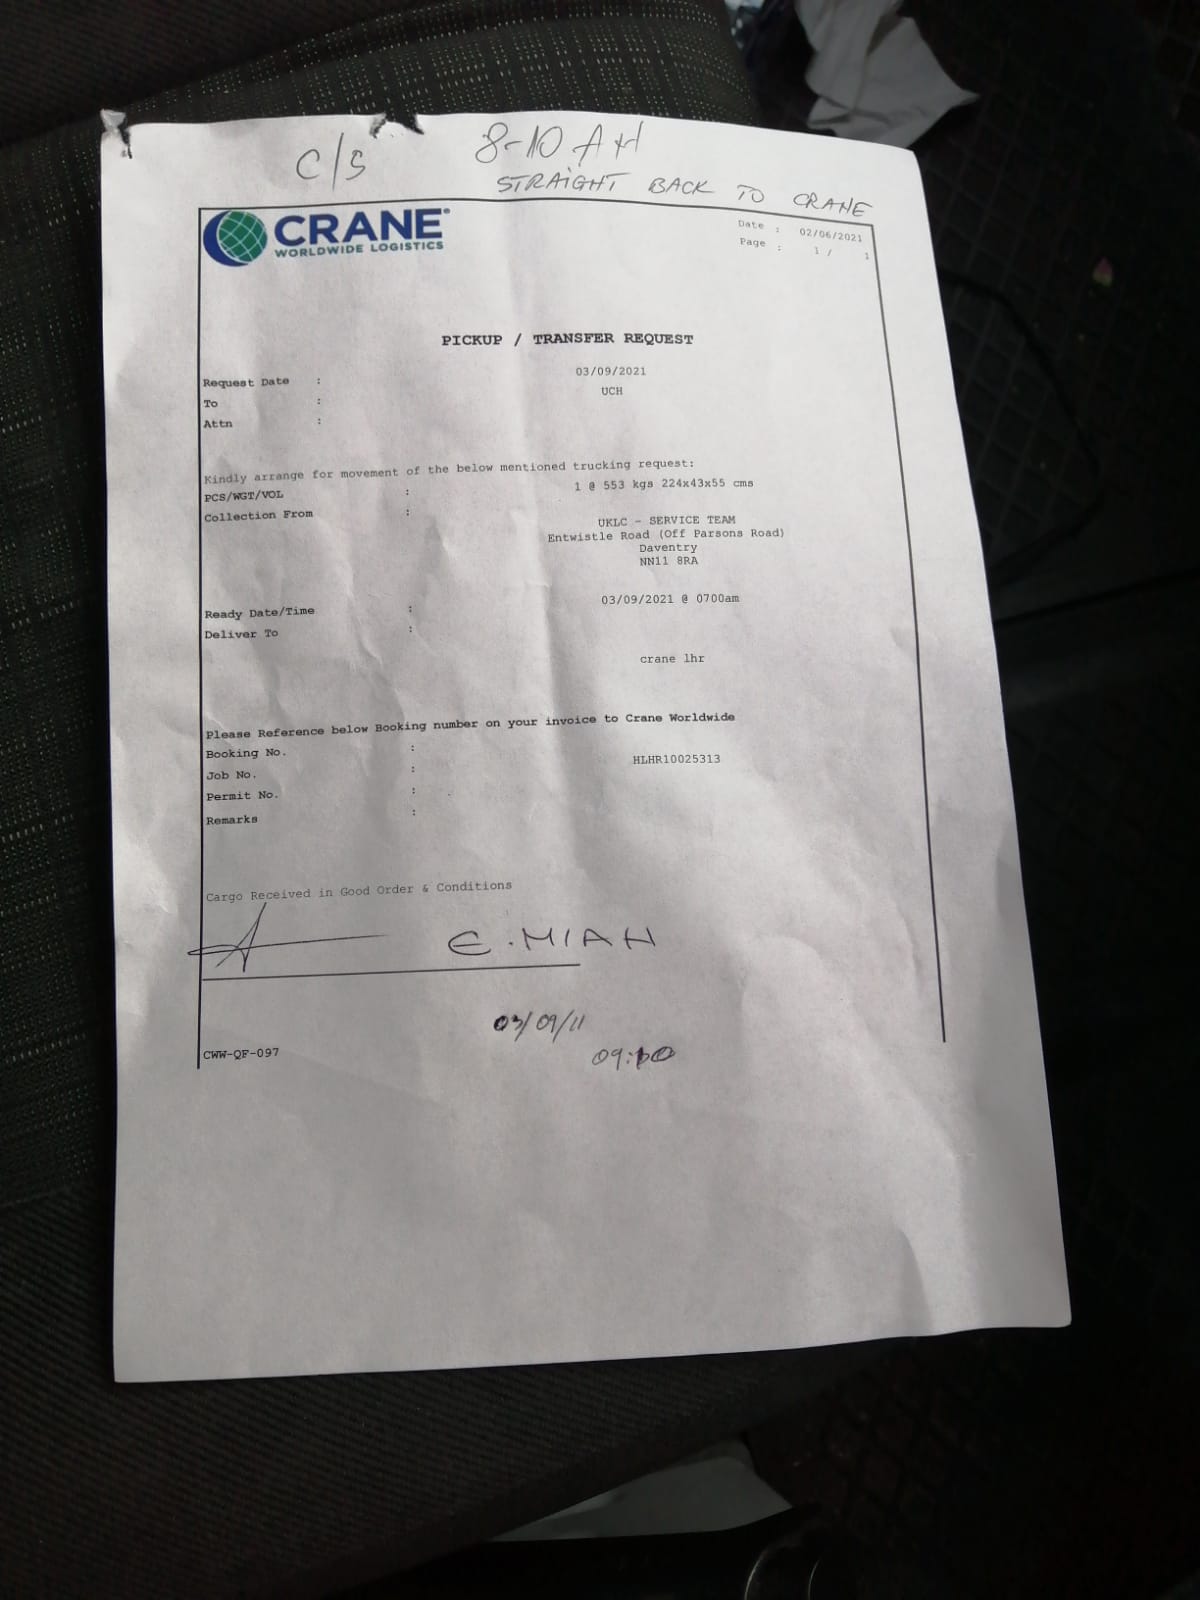 C/S 8-10 AM
STRAIGHT BACK TO CRANE
CRANE®
WORLDWIDE LOGISTICS
Date : 02/06/2021
Page : 1 / 1
PICKUP / TRANSFER REQUEST
Request Date : 03/09/2021
To : UCH
Attn :
Kindly arrange for movement of the below mentioned trucking request:
PCS/WGT/VOL : 1 @ 553 kgs 224x43x55 cms
Collection From :
UKLC - SERVICE TEAM
Entwistle Road (Off Parsons Road)
Daventry
NN11 8RA
Ready Date/Time : 03/09/2021 @ 0700am
Deliver To :
crane lhr
Please Reference below Booking number on your invoice to Crane Worldwide
Booking No. : HLHR10025313
Job No. :
Permit No. :
Remarks :
Cargo Received in Good Order & Conditions
E. MIAH
03/09/11
CWW-QF-097